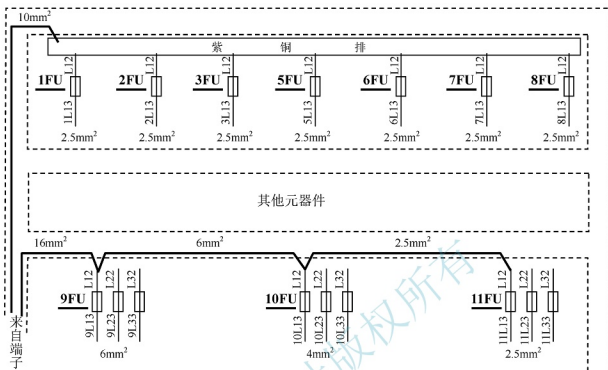 10mm²
紫 铜 排
L12 L12 L12 L12 L12 L12 L12
1FU 2FU 3FU 5FU 6FU 7FU 8FU
1L13 2L13 3L13 5L13 6L13 7L13 8L13
2.5mm² 2.5mm² 2.5mm² 2.5mm² 2.5mm² 2.5mm² 2.5mm²
其他元器件
16mm² 6mm² 2.5mm²
L12 L22 L32 L12 L22 L32 L12 L22 L32
9FU 10FU 11FU
9L13 9L23 9L33 10L13 10L23 10L33 11L13 11L23 11L33
6mm² 4mm² 2.5mm²
来自端子
版权所有